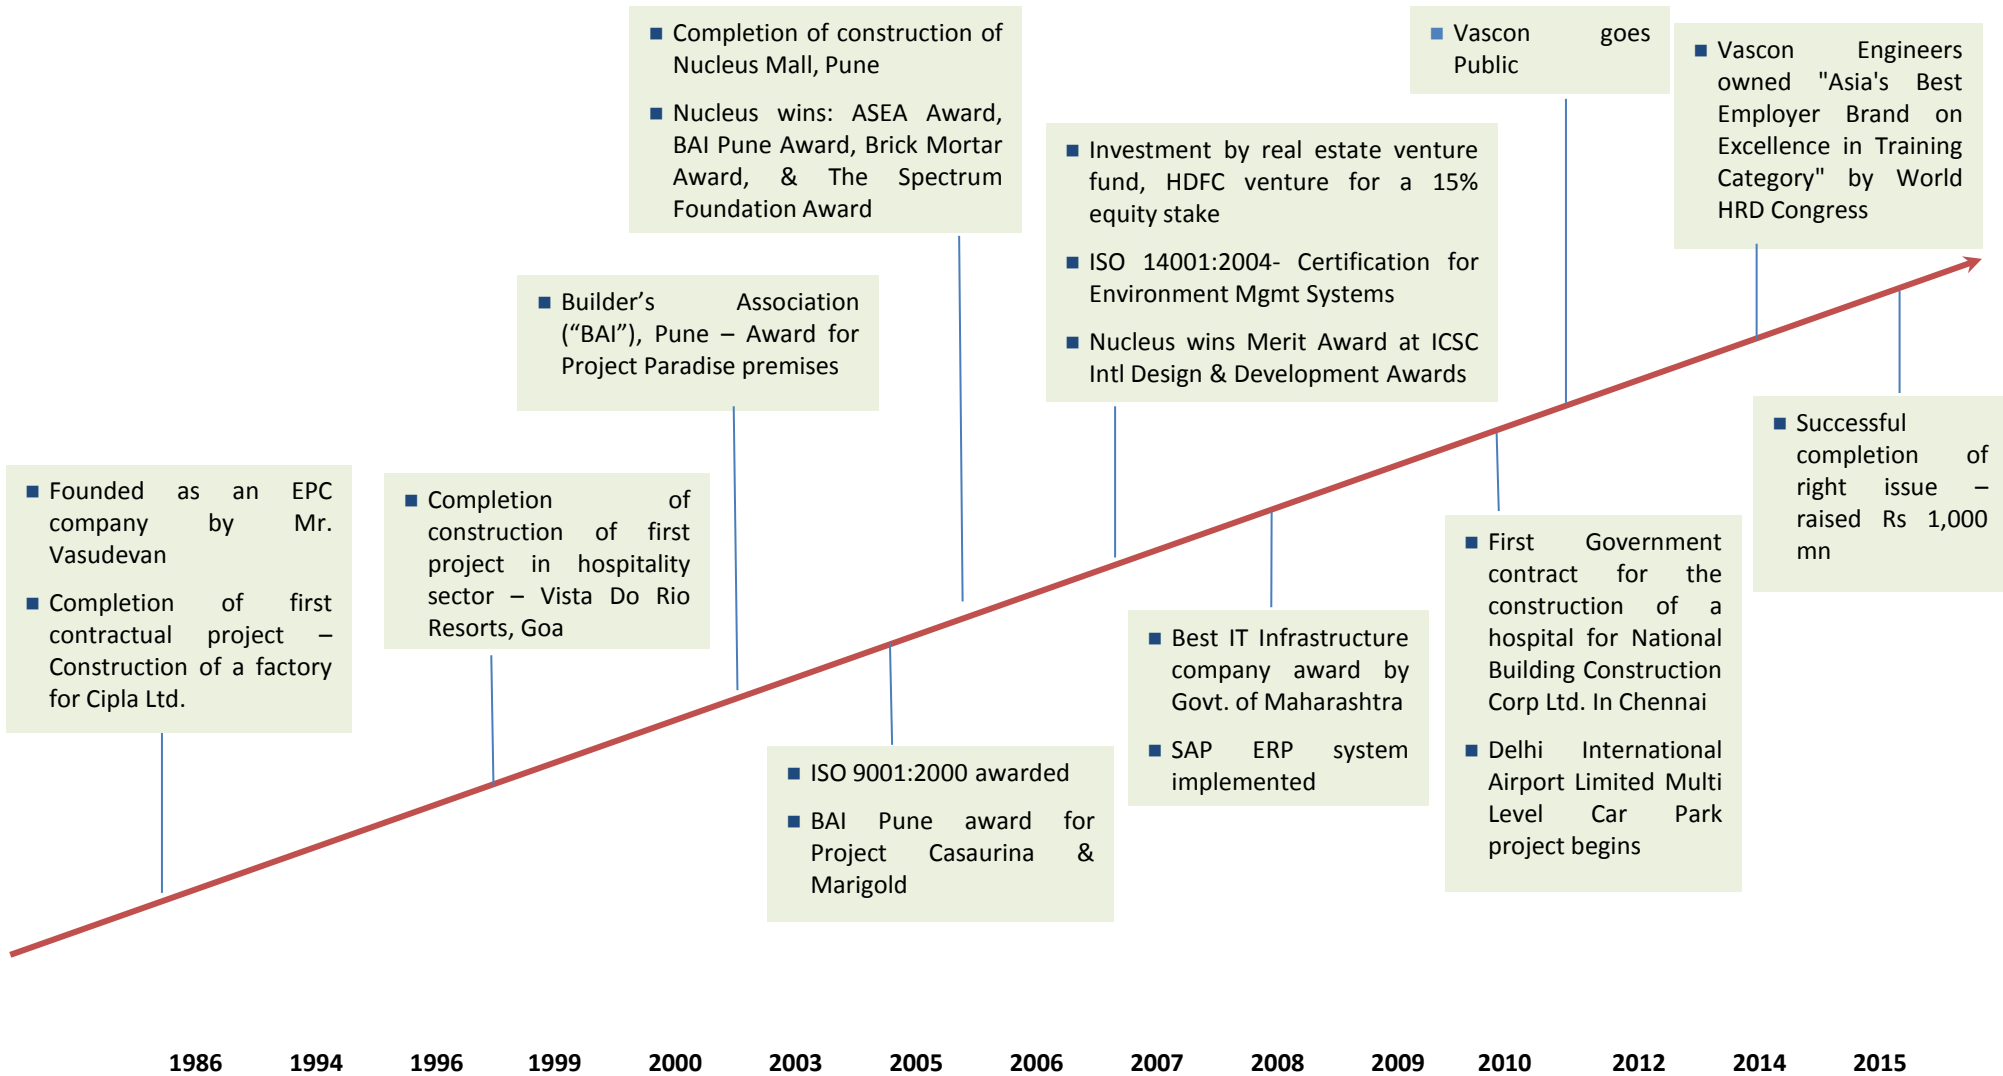 Founded as an EPC
company by Mr.
Vasudevan
Completion of first
contractual project –
Construction of a factory
for Cipla Ltd.
Completion of
construction of first
project in hospitality
sector – Vista Do Rio
Resorts, Goa
Builder’s Association
(“BAI”), Pune – Award for
Project Paradise premises
Completion of construction of
Nucleus Mall, Pune
Nucleus wins: ASEA Award,
BAI Pune Award, Brick Mortar
Award, & The Spectrum
Foundation Award
ISO 9001:2000 awarded
BAI Pune award for
Project Casaurina &
Marigold
Investment by real estate venture
fund, HDFC venture for a 15%
equity stake
ISO 14001:2004- Certification for
Environment Mgmt Systems
Nucleus wins Merit Award at ICSC
Intl Design & Development Awards
Best IT Infrastructure
company award by
Govt. of Maharashtra
SAP ERP system
implemented
Vascon goes
Public
First Government
contract for the
construction of a
hospital for National
Building Construction
Corp Ltd. In Chennai
Delhi International
Airport Limited Multi
Level Car Park
project begins
Vascon Engineers
owned "Asia's Best
Employer Brand on
Excellence in Training
Category" by World
HRD Congress
Successful
completion of
right issue –
raised Rs 1,000
mn
1986 1994 1996 1999 2000 2003 2005 2006 2007 2008 2009 2010 2012 2014 2015